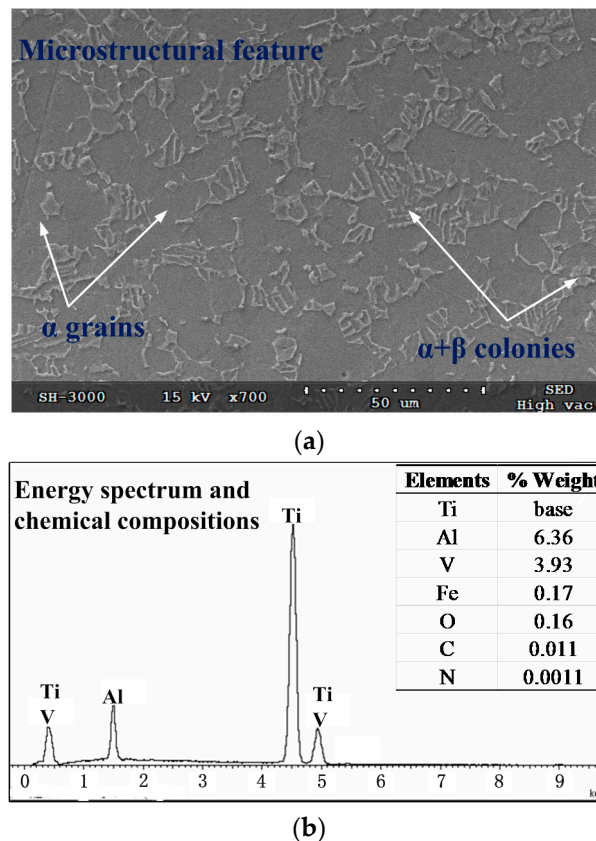 Microstructural feature
α grains
α+β colonies
SH-3000 15 kV x700 50 um SED
High vac
(a)
Energy spectrum and
chemical compositions
Elements % Weight
Ti base
Al 6.36
V 3.93
Fe 0.17
O 0.16
C 0.011
N 0.0011
Ti
Ti
V
Al
Ti
V
0 1 2 3 4 5 6 7 8 9
(b)